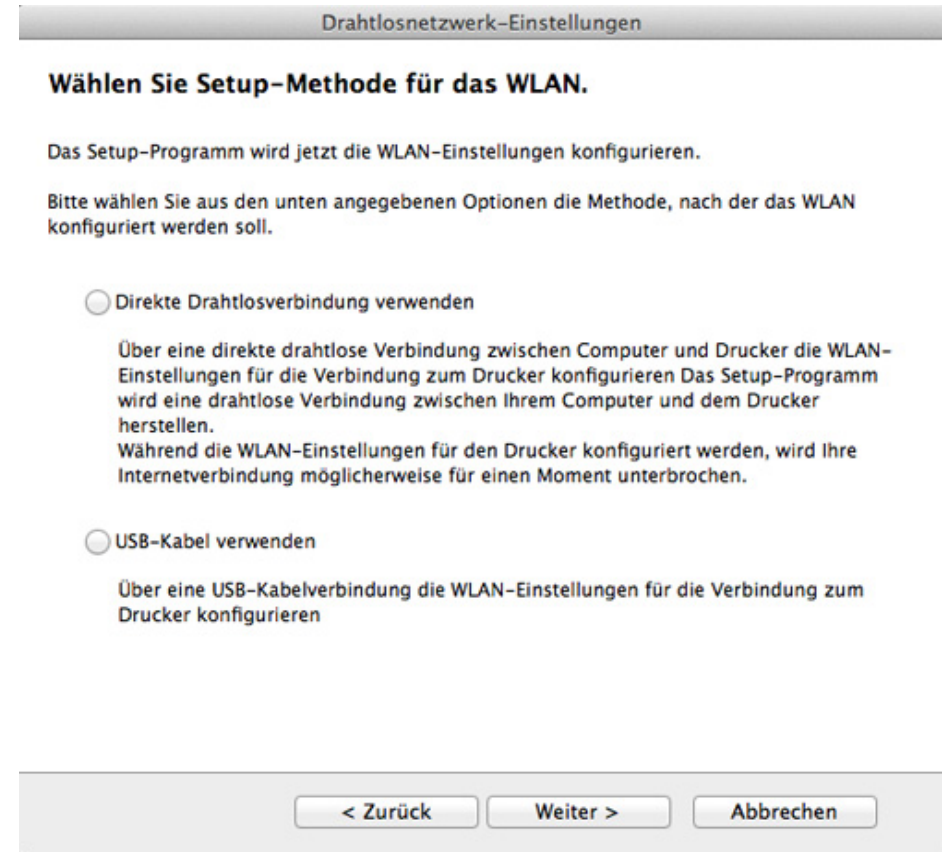 Drahtlosnetzwerk-Einstellungen
Wählen Sie Setup-Methode für das WLAN.
Das Setup-Programm wird jetzt die WLAN-Einstellungen konfigurieren.
Bitte wählen Sie aus den unten angegebenen Optionen die Methode, nach der das WLAN
konfiguriert werden soll.
Direkte Drahtlosverbindung verwenden
Über eine direkte drahtlose Verbindung zwischen Computer und Drucker die WLAN-
Einstellungen für die Verbindung zum Drucker konfigurieren Das Setup-Programm
wird eine drahtlose Verbindung zwischen Ihrem Computer und dem Drucker
herstellen.
Während die WLAN-Einstellungen für den Drucker konfiguriert werden, wird Ihre
Internetverbindung möglicherweise für einen Moment unterbrochen.
USB-Kabel verwenden
Über eine USB-Kabelverbindung die WLAN-Einstellungen für die Verbindung zum
Drucker konfigurieren
< Zurück Weiter > Abbrechen